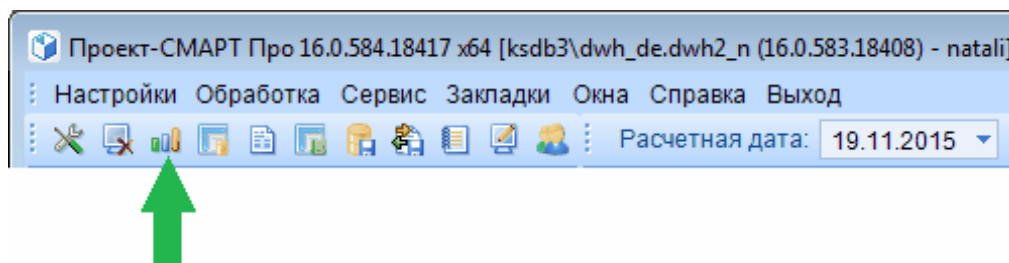 Проект-СМАРТ Про 16.0.584.18417 x64 [ksdb3\dwh_de.dwh2_n (16.0.583.18408) - natali]
Настройки Обработка Сервис Закладки Окна Справка Выход
Расчетная дата: 19.11.2015